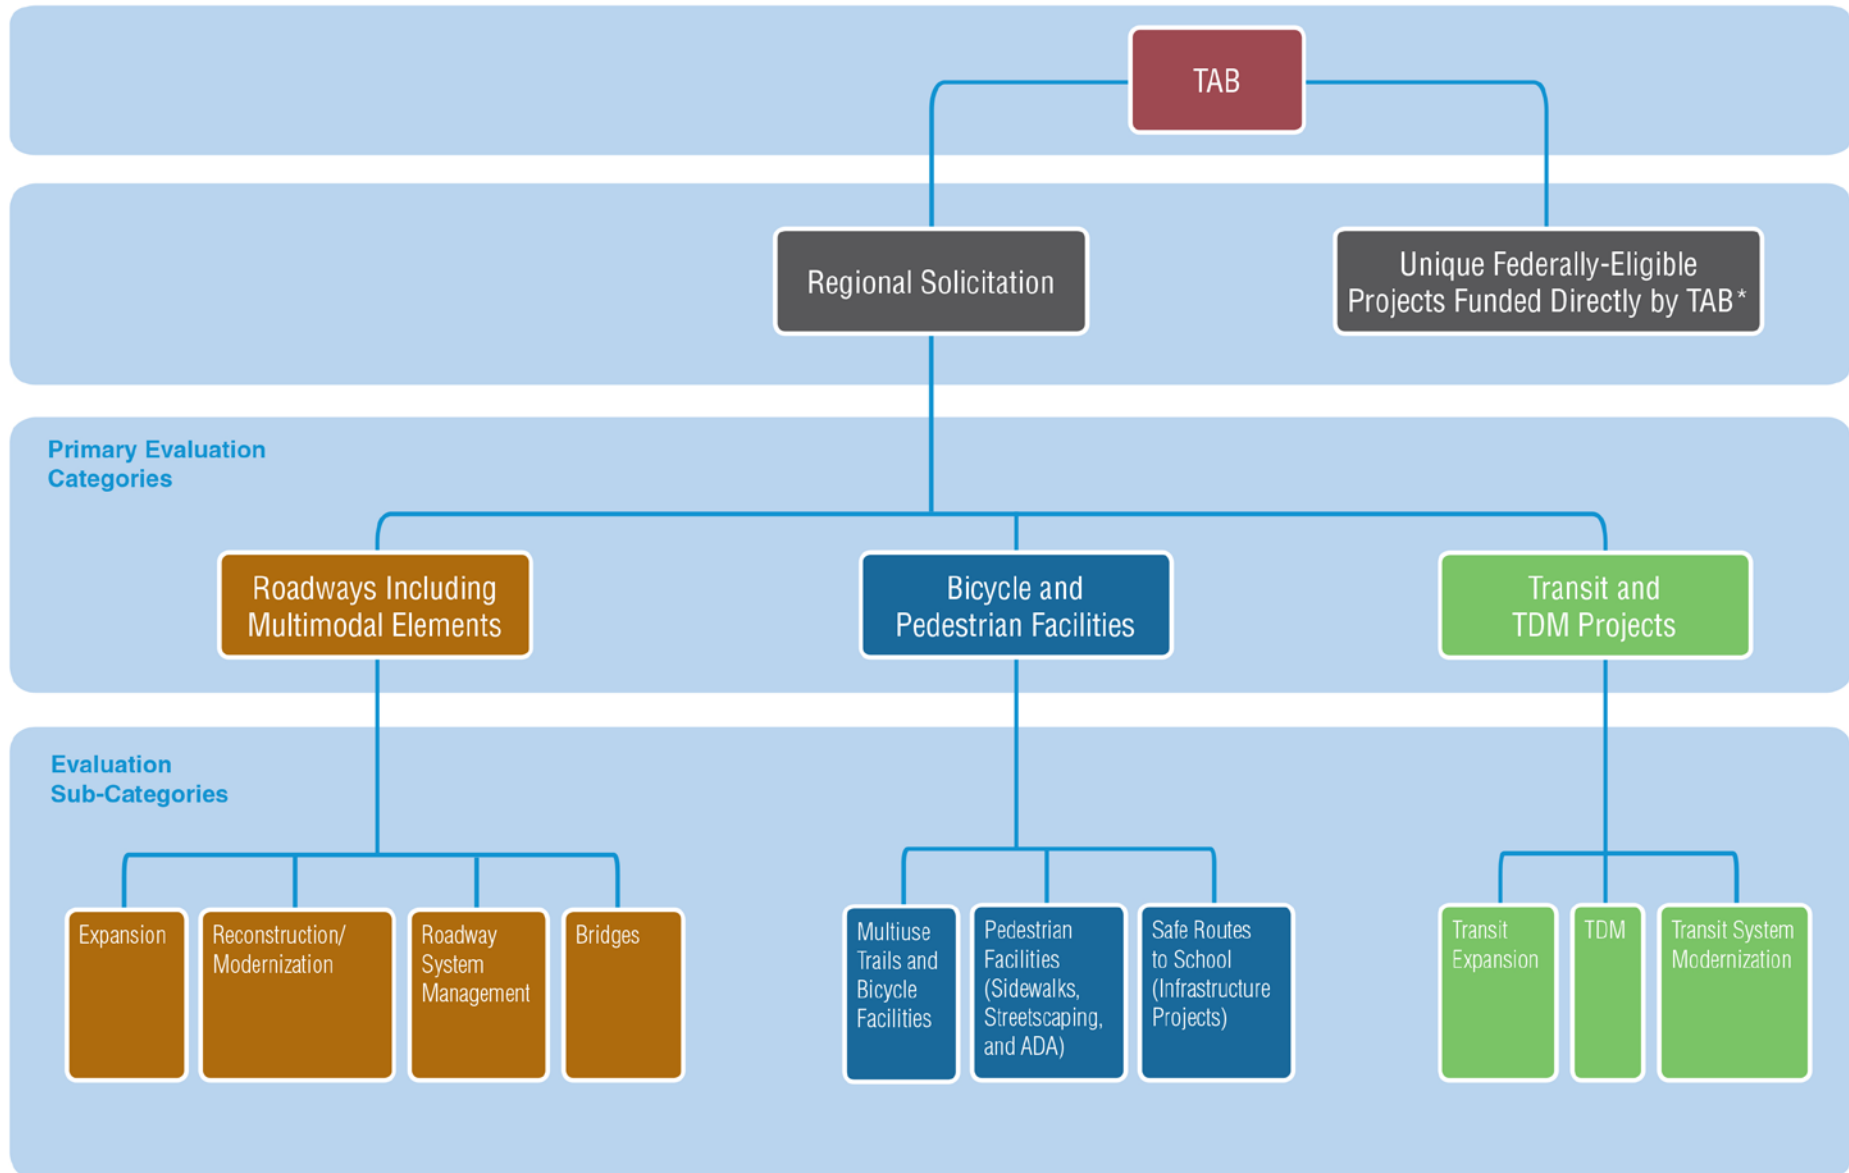 TAB
Regional Solicitation
Unique Federally-Eligible
Projects Funded Directly by TAB*
Primary Evaluation
Categories
Roadways Including
Multimodal Elements
Bicycle and
Pedestrian Facilities
Transit and
TDM Projects
Evaluation
Sub-Categories
Expansion
Reconstruction/
Modernization
Roadway
System
Management
Bridges
Multiuse
Trails and
Bicycle
Facilities
Pedestrian
Facilities
(Sidewalks,
Streetscaping,
and ADA)
Safe Routes
to School
(Infrastructure
Projects)
Transit
Expansion
TDM
Transit System
Modernization